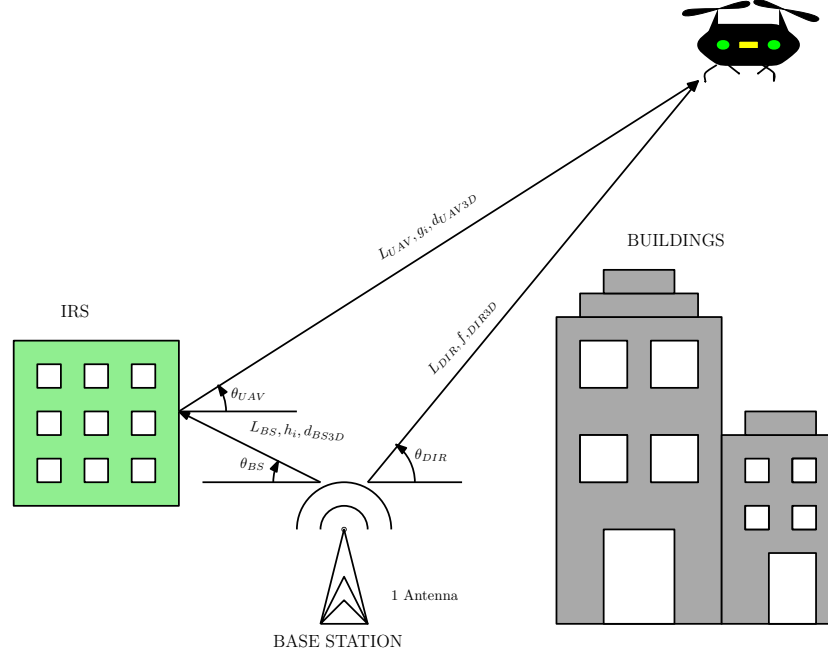 L_{UAV}, g_i, d_{UAV3D}
BUILDINGS
IRS
L_{DIR}, f,_{DIR3D}
θ_{UAV}
L_{BS}, h_i, d_{BS3D}
θ_{BS}
θ_{DIR}
1 Antenna
BASE STATION